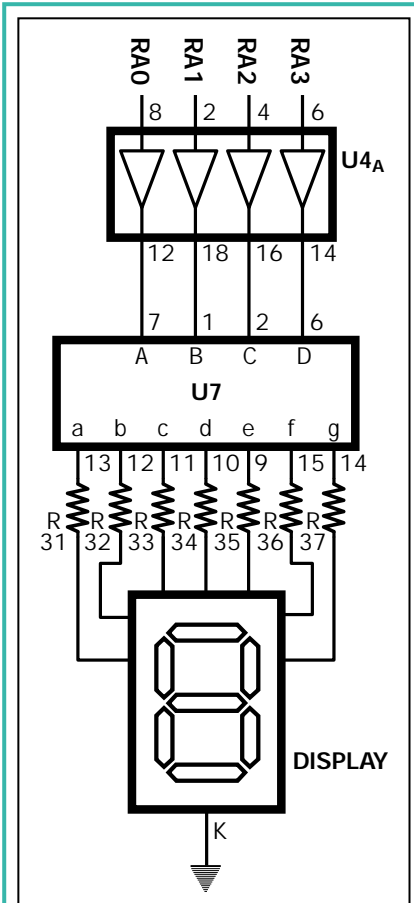 RA0 RA1 RA2 RA3
8 2 4 6
U4A
12 18 16 14
7 1 2 6
A B C D
U7
a b c d e f g
13 12 11 10 9 15 14
R R R R R R R
31 32 33 34 35 36 37
DISPLAY
K